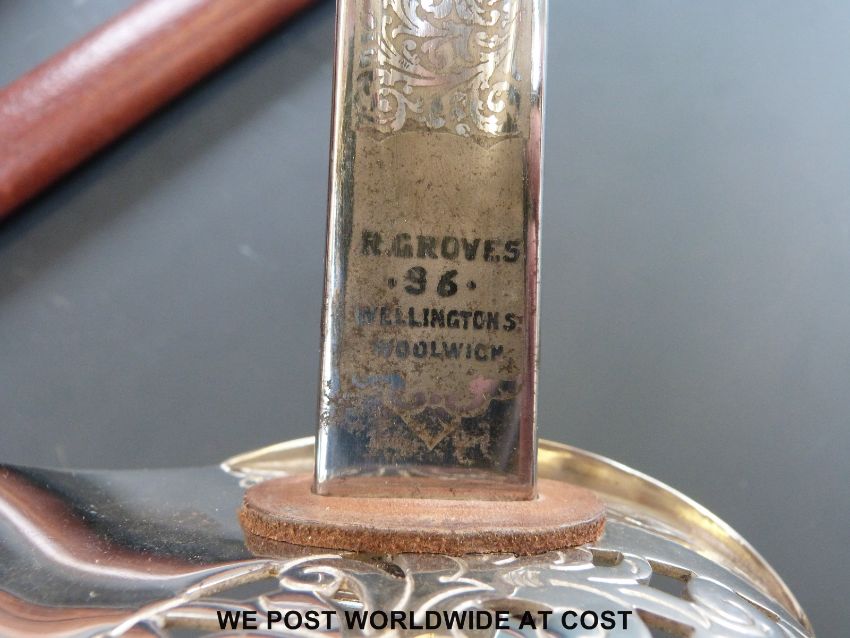 R. GROVES
· 36 ·
WELLINGTON S.
WOOLWICH
WE POST WORLDWIDE AT COST